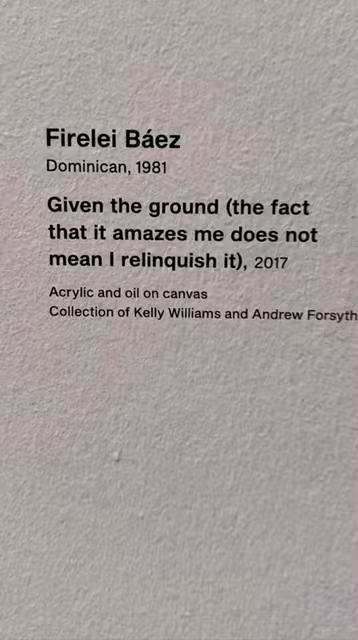 Firelei Báez
Dominican, 1981
Given the ground (the fact
that it amazes me does not
mean I relinquish it), 2017
Acrylic and oil on canvas
Collection of Kelly Williams and Andrew Forsyth